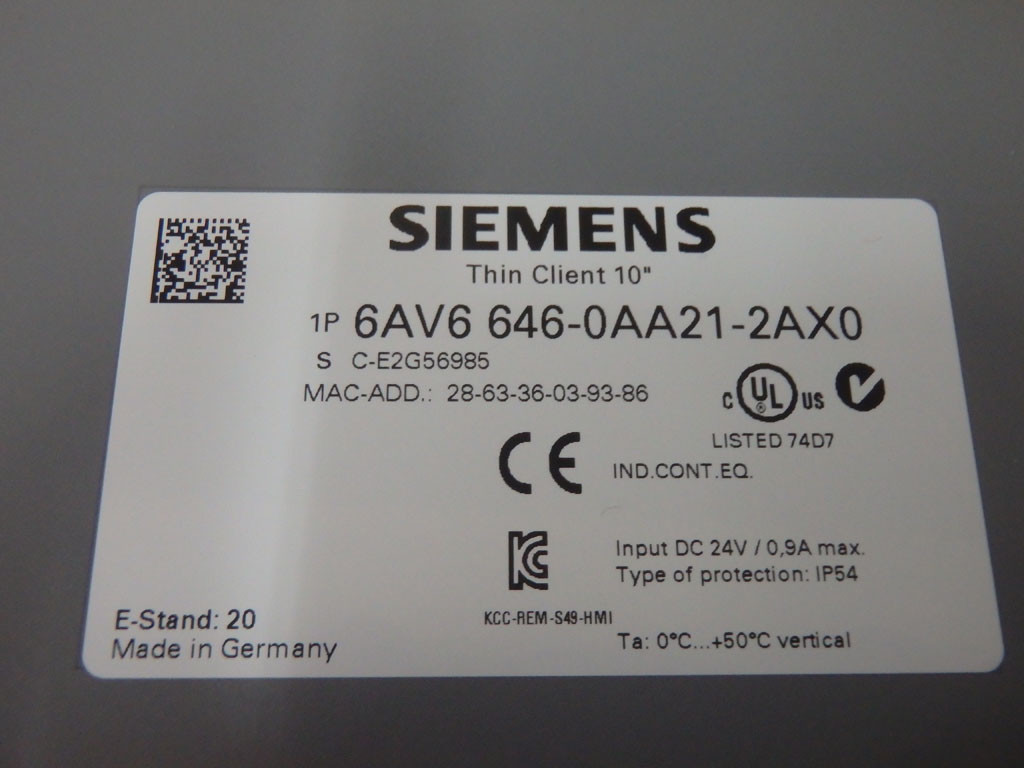 SIEMENS
Thin Client 10"
1P 6AV6 646-0AA21-2AX0
S C-E2G56985
MAC-ADD.: 28-63-36-03-93-86
C UL ® US
LISTED 74D7
CE
IND.CONT.EQ.
KC
Input DC 24V / 0,9A max.
Type of protection: IP54
KCC-REM-S49-HMI
E-Stand: 20
Ta: 0°C...+50°C vertical
Made in Germany